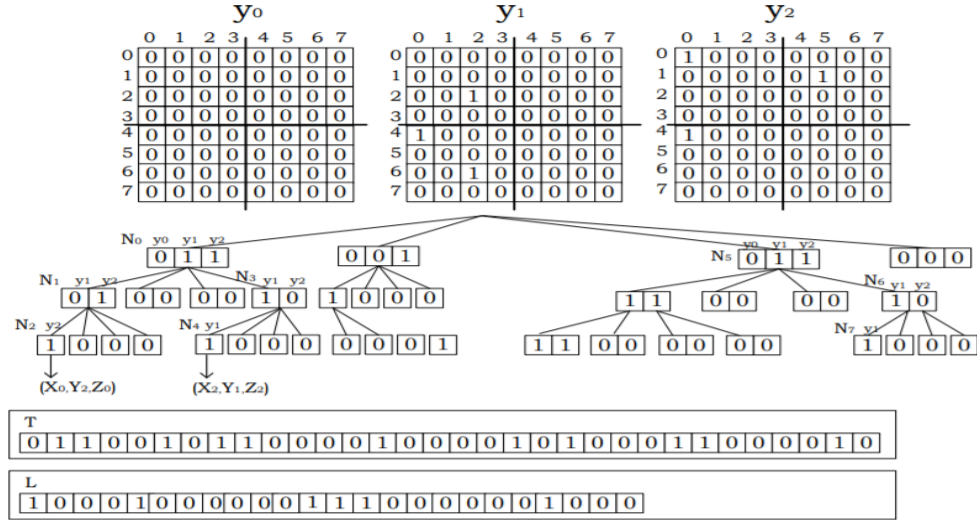 y0 y1 y2
0 1 2 3 4 5 6 7 0 1 2 3 4 5 6 7 0 1 2 3 4 5 6 7
0 0 0 0 0 0 0 0 0 0 0 0 0 0 0 0 0 0 1 0 0 0 0 0 0 0
1 0 0 0 0 0 0 0 0 1 0 0 0 0 0 0 0 0 1 0 0 0 0 0 1 0 0
2 0 0 0 0 0 0 0 0 2 0 0 1 0 0 0 0 0 2 0 0 0 0 0 0 0 0
3 0 0 0 0 0 0 0 0 3 0 0 0 0 0 0 0 0 3 0 0 0 0 0 0 0 0
4 0 0 0 0 0 0 0 0 4 1 0 0 0 0 0 0 0 4 1 0 0 0 0 0 0 0
5 0 0 0 0 0 0 0 0 5 0 0 0 0 0 0 0 0 5 0 0 0 0 0 0 0 0
6 0 0 0 0 0 0 0 0 6 0 0 1 0 0 0 0 0 6 0 0 0 0 0 0 0 0
7 0 0 0 0 0 0 0 0 7 0 0 0 0 0 0 0 0 7 0 0 0 0 0 0 0 0
N0 y0 y1 y2 N5 y0 y1 y2
0 1 1 0 0 1 0 1 1 0 0 0
N1 y1 y2 N3 y1 y2 N6 y1 y2
0 1 0 0 0 0 1 0 1 0 0 0 1 1 0 0 0 0 1 0
N2 y2 N4 y1 N7 y1
1 0 0 0 1 0 0 0 0 0 0 1 1 1 0 0 0 0 0 0 1 0 0 0
(X0,Y2,Z0) (X2,Y1,Z2)
T
0 1 1 0 0 1 0 1 1 0 0 0 0 1 0 0 0 0 1 0 1 0 0 0 1 1 0 0 0 0 1 0
L
1 0 0 0 1 0 0 0 0 0 0 1 1 1 0 0 0 0 0 0 1 0 0 0